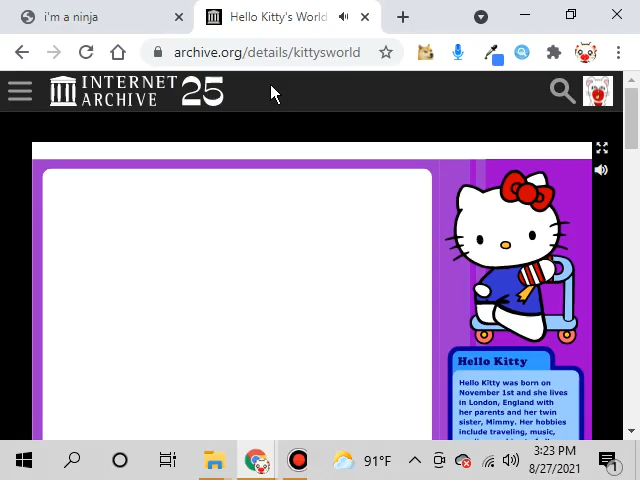 i'm a ninja
Hello Kitty's World
archive.org/details/kittysworld
INTERNET ARCHIVE 25
Hello Kitty
Hello Kitty was born on
November 1st and she lives
in London, England with
her parents and her twin
sister, Mimmy. Her hobbies
include traveling, music,
91°F
3:23 PM
8/27/2021
1